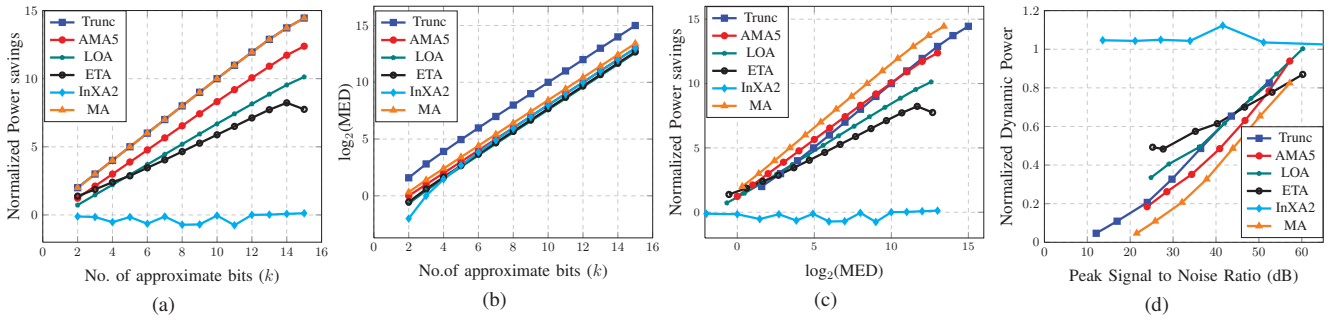 15
10
5
0
Normalized Power savings
Trunc
AMA5
LOA
ETA
InXA2
MA
2 4 6 8 10 12 14 16
No. of approximate bits (k)
(a)
15
10
5
0
log2(MED)
Trunc
AMA5
LOA
ETA
InXA2
MA
0 2 4 6 8 10 12 14 16
No.of approximate bits (k)
(b)
15
10
5
0
Normalized Power savings
Trunc
AMA5
LOA
ETA
InXA2
MA
0 5 10 15
log2(MED)
(c)
1.2
1
0.8
0.6
0.4
0.2
0
Normalized Dynamic Power
Trunc
AMA5
LOA
ETA
InXA2
MA
0 10 20 30 40 50 60
Peak Signal to Noise Ratio (dB)
(d)